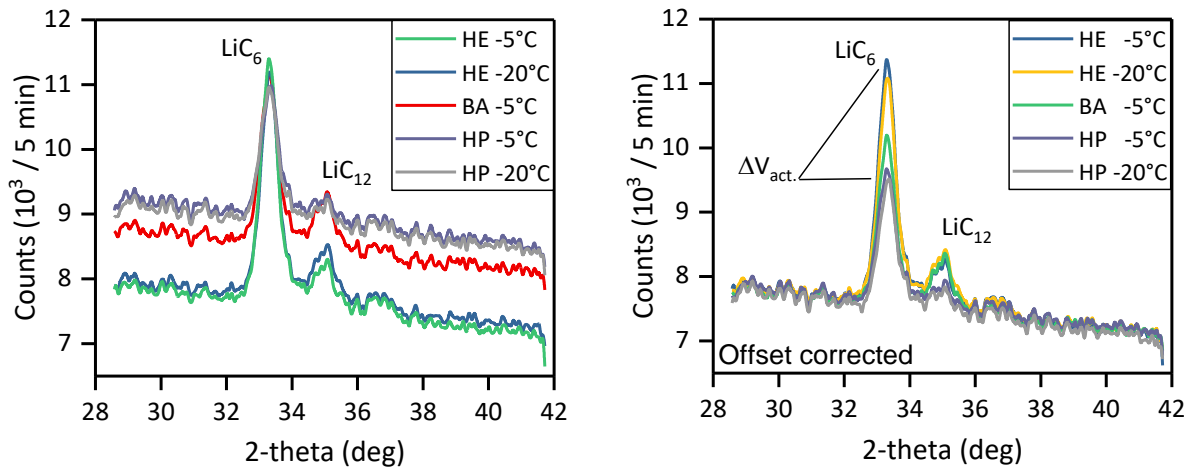 12
11
10
9
8
7
Counts (10³ / 5 min)
28 30 32 34 36 38 40 42
2-theta (deg)
LiC₆
LiC₁₂
HE -5°C
HE -20°C
BA -5°C
HP -5°C
HP -20°C
12
11
10
9
8
7
Counts (10³ / 5 min)
28 30 32 34 36 38 40 42
2-theta (deg)
LiC₆
ΔV_act.
LiC₁₂
Offset corrected
HE -5°C
HE -20°C
BA -5°C
HP -5°C
HP -20°C